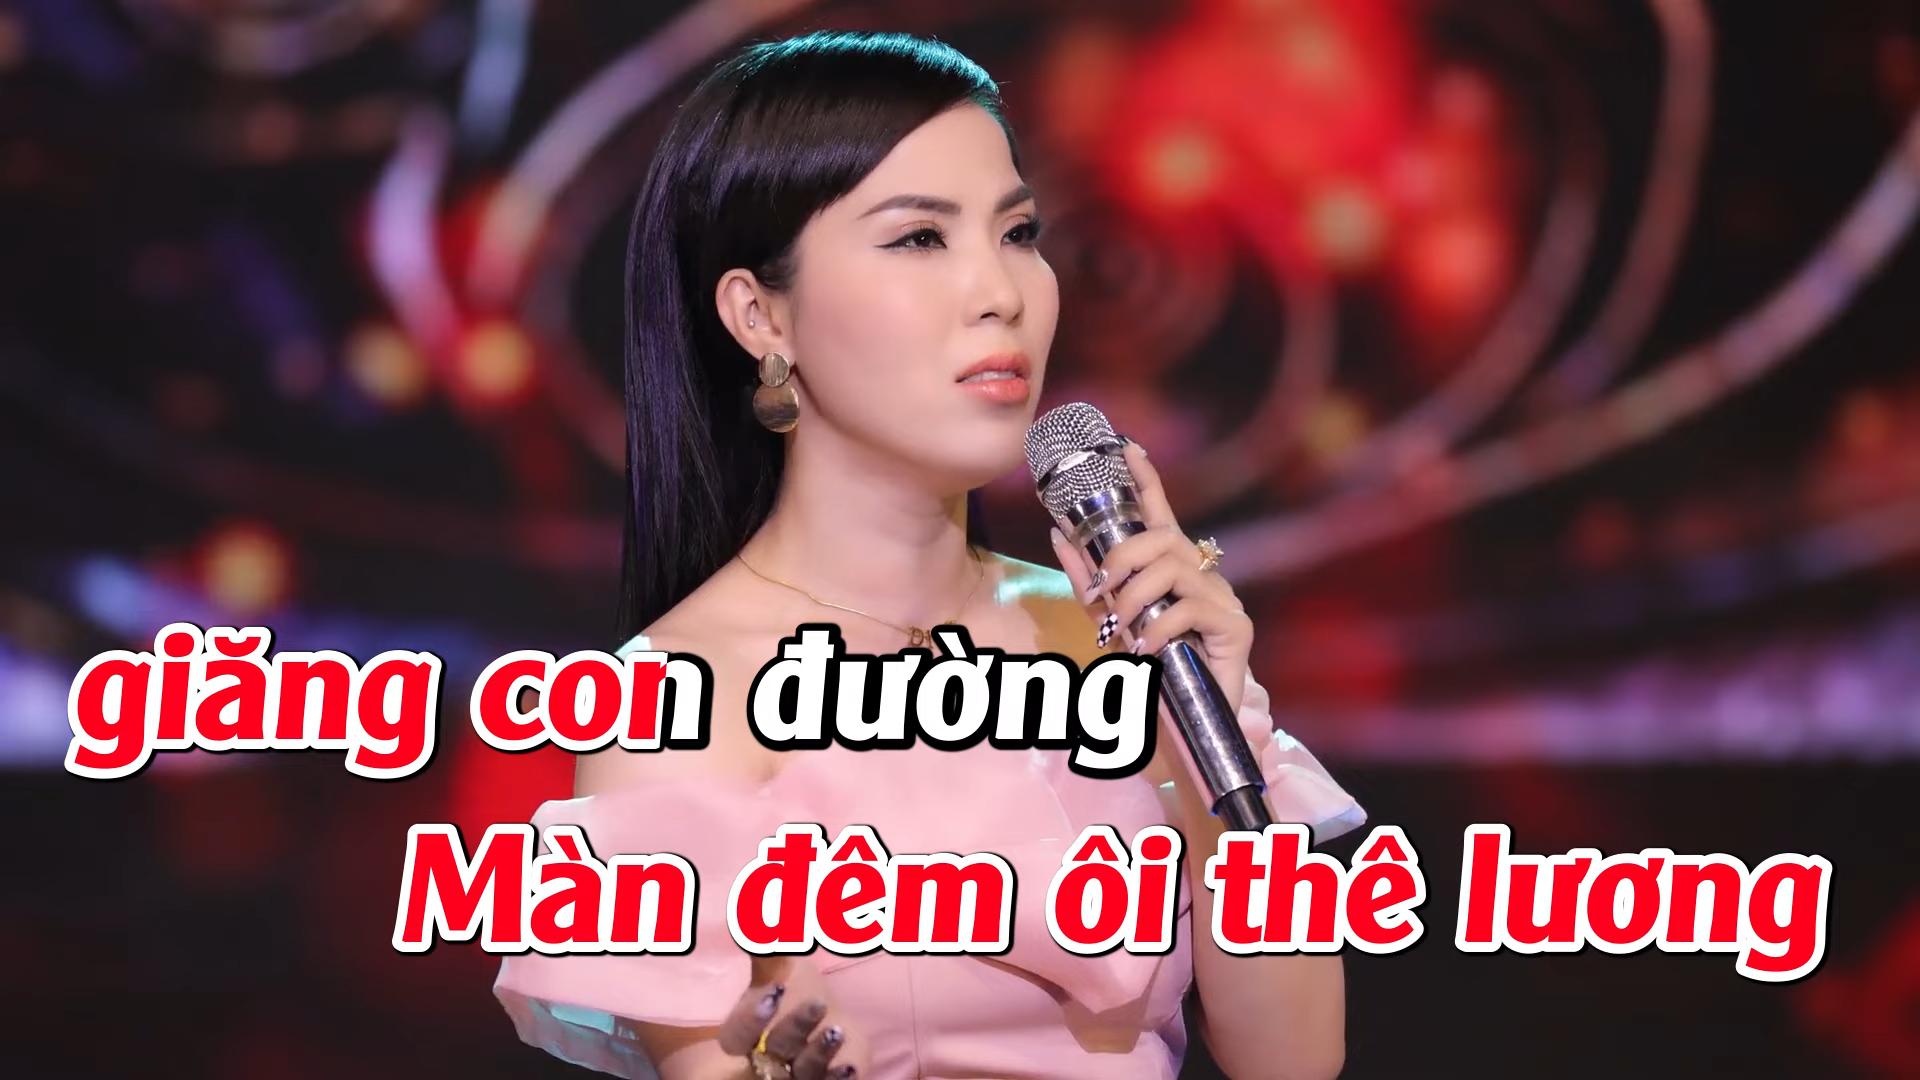 giăng con đường
Màn đêm ôi thê lương